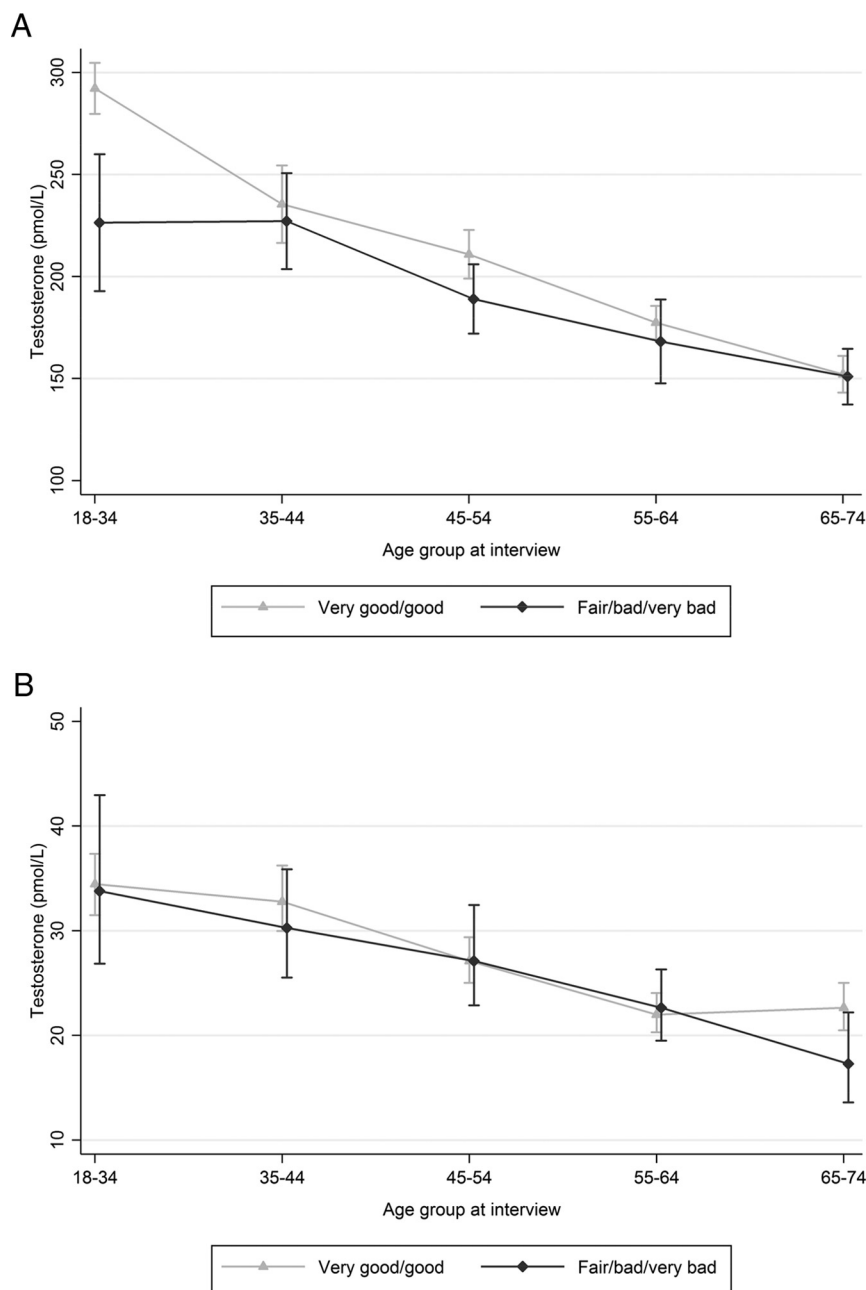 A
Testosterone (pmol/L)
300
250
200
150
100
18-34
35-44
45-54
55-64
65-74
Age group at interview
Very good/good
Fair/bad/very bad
B
Testosterone (pmol/L)
50
40
30
20
10
18-34
35-44
45-54
55-64
65-74
Age group at interview
Very good/good
Fair/bad/very bad